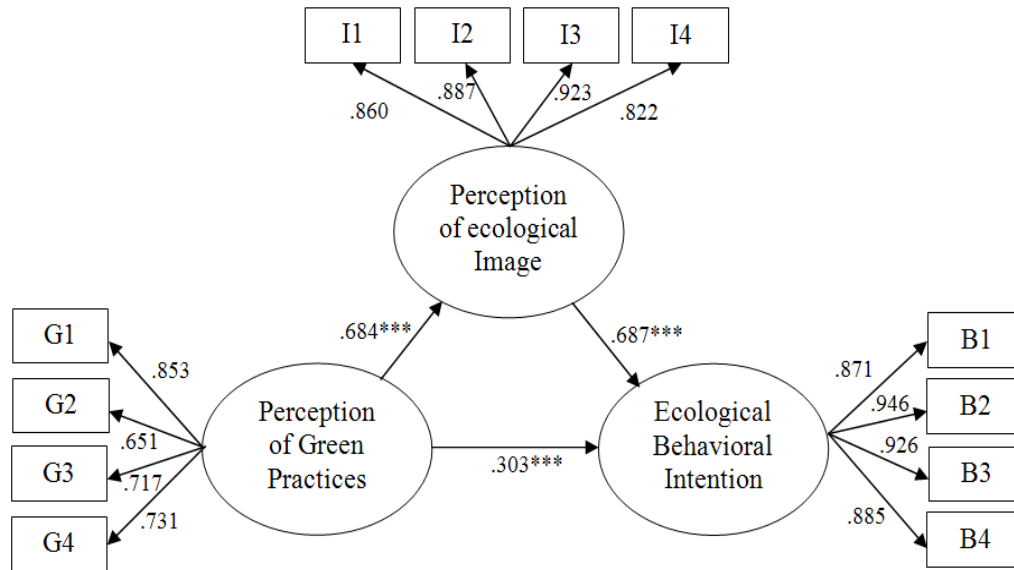 I1
I2
I3
I4
.860
.887
.923
.822
Perception
of ecological
Image
.684***
.687***
G1
G2
G3
G4
.853
.651
.717
.731
Perception
of Green
Practices
.303***
Ecological
Behavioral
Intention
.871
.946
.926
.885
B1
B2
B3
B4